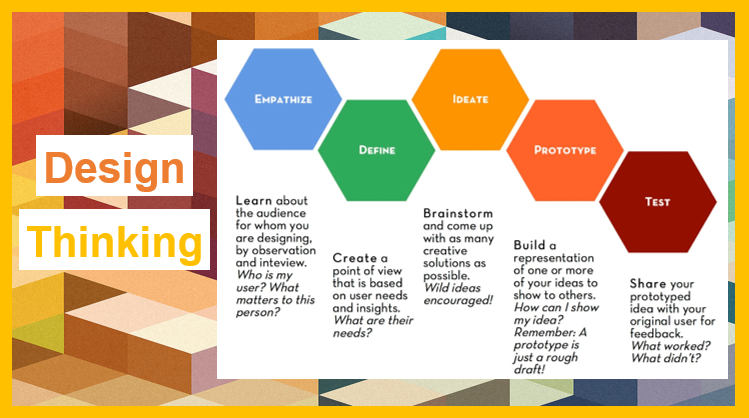 Design
Thinking
EMPATHIZE
DEFINE
IDEATE
PROTOTYPE
TEST
Learn about
the audience
for whom you
are designing,
by observation
and inteview.
Who is my
user? What
matters to this
person?
Create a
point of view
that is based
on user needs
and insights.
What are their
needs?
Brainstorm
and come up
with as many
creative
solutions as
possible.
Wild ideas
encouraged!
Build a
representation
of one or more
of your ideas to
show to others.
How can I show
my idea?
Remember: A
prototype is
just a rough
draft!
Share your
prototyped
idea with your
original user for
feedback.
What worked?
What didn't?